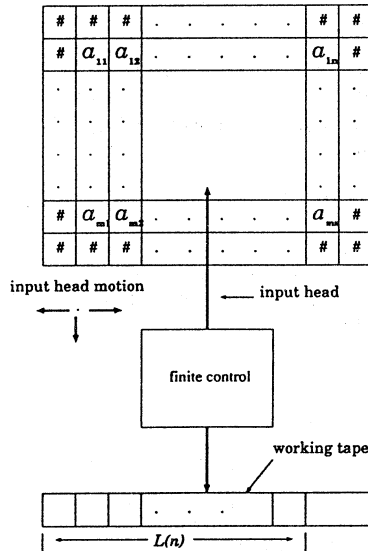 # # # . . . . . # #
# a₁₁ a₁₂ . . . . . a₁ₙ #
. . . . .
. . . . .
. . . . .
. . . . .
# aₘ₁ aₘ₂ . . . . . aₘₙ #
# # # . . . . . # #
input head motion
input head
finite control
working tape
. . .
L(n)